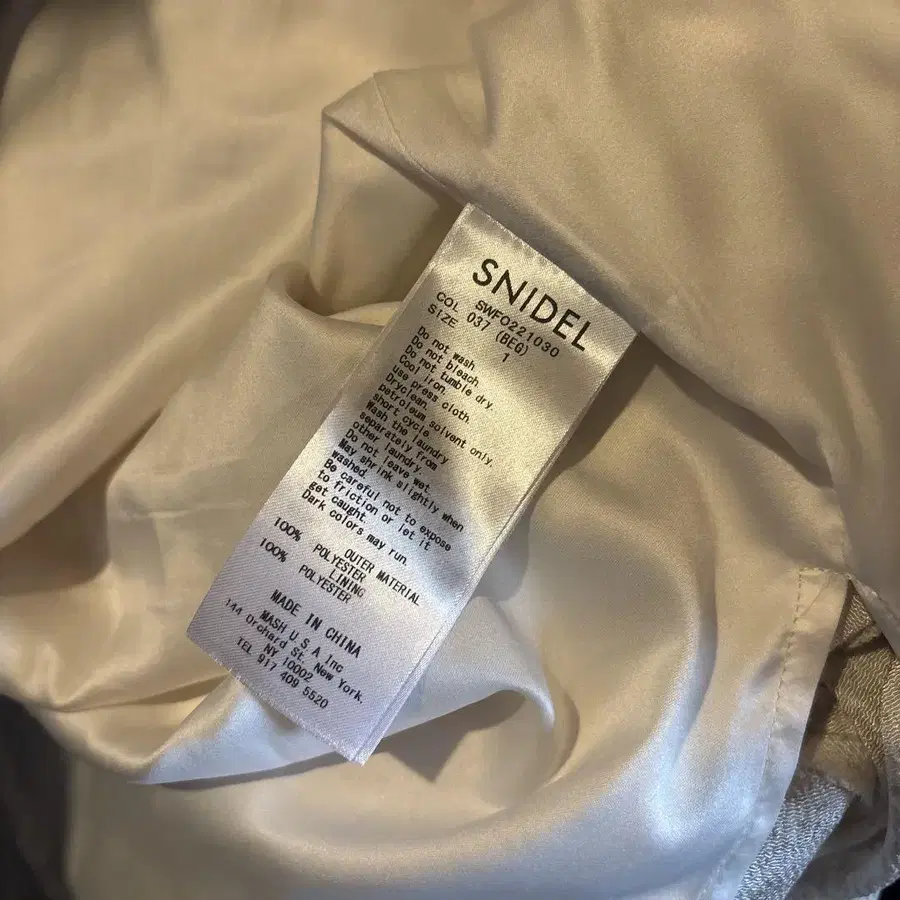 SNIDEL
SWFO221030
COL 037 (BEG)
SIZE 1
Do not wash.
Do not bleach.
Do not tumble dry.
Cool iron.
use press cloth
Dryclean.
petroleum solvent only.
short cycle
Wash the laundry
separately from
other laundry.
Do not leave wet.
May shrink slightly when
washed.
Be careful not to expose
to friction or let it
get caught.
Dark colors may run.
OUTER MATERIAL
100% POLYESTER
LINING
100% POLYESTER
MADE IN CHINA
MASH U S A Inc
144 Orchard St. New York.
NY 10002
TEL 917 409 5520